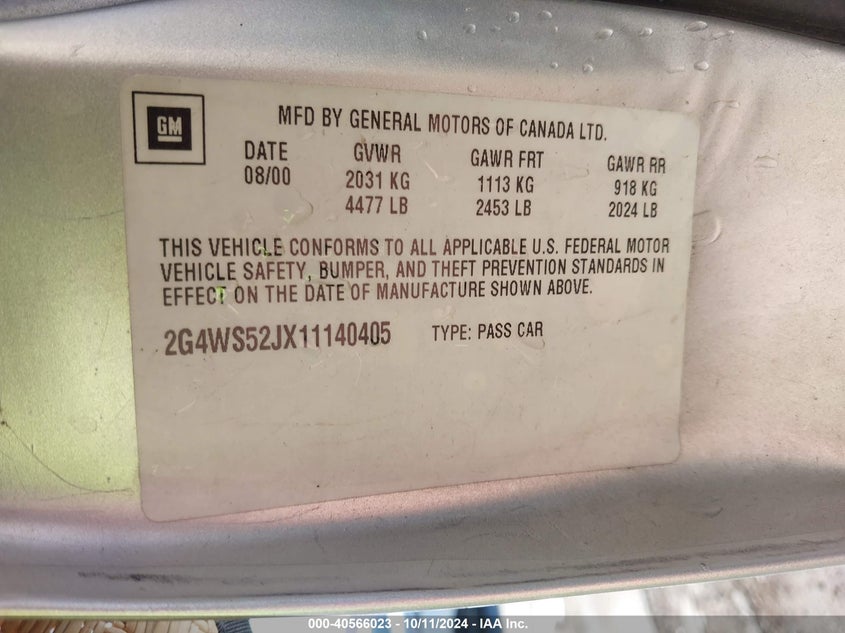 GM
MFD BY GENERAL MOTORS OF CANADA LTD.
DATE GVWR GAWR FRT GAWR RR
08/00 2031 KG 1113 KG 918 KG
4477 LB 2453 LB 2024 LB
THIS VEHICLE CONFORMS TO ALL APPLICABLE U.S. FEDERAL MOTOR
VEHICLE SAFETY, BUMPER, AND THEFT PREVENTION STANDARDS IN
EFFECT ON THE DATE OF MANUFACTURE SHOWN ABOVE.
2G4WS52JX11140405 TYPE: PASS CAR
000-40566023 - 10/11/2024 - IAA Inc.